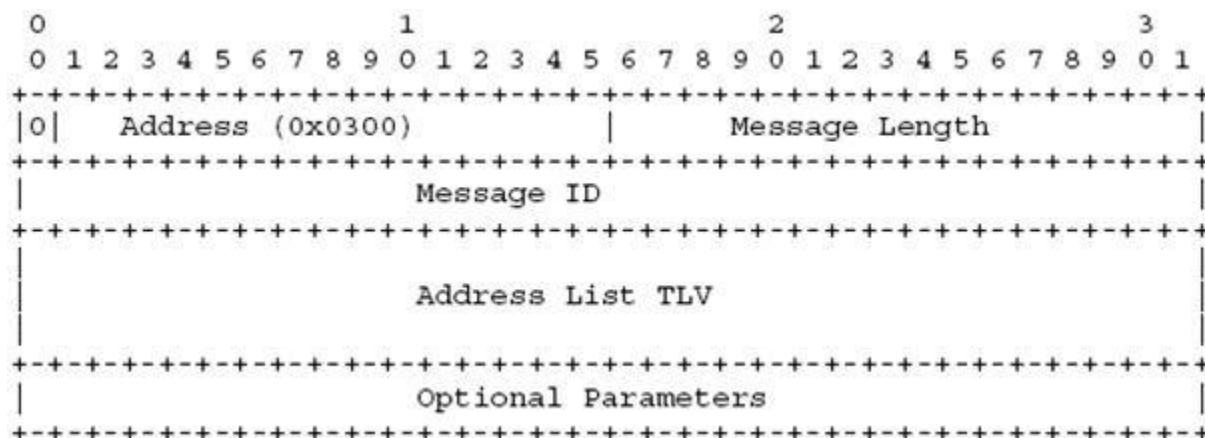 0                   1                   2                   3
0 1 2 3 4 5 6 7 8 9 0 1 2 3 4 5 6 7 8 9 0 1 2 3 4 5 6 7 8 9 0 1
+-+-+-+-+-+-+-+-+-+-+-+-+-+-+-+-+-+-+-+-+-+-+-+-+-+-+-+-+-+-+-+-+
|0| Address (0x0300) | Message Length |
+-+-+-+-+-+-+-+-+-+-+-+-+-+-+-+-+-+-+-+-+-+-+-+-+-+-+-+-+-+-+-+-+
| Message ID |
+-+-+-+-+-+-+-+-+-+-+-+-+-+-+-+-+-+-+-+-+-+-+-+-+-+-+-+-+-+-+-+-+
| |
| Address List TLV |
| |
+-+-+-+-+-+-+-+-+-+-+-+-+-+-+-+-+-+-+-+-+-+-+-+-+-+-+-+-+-+-+-+-+
| Optional Parameters |
+-+-+-+-+-+-+-+-+-+-+-+-+-+-+-+-+-+-+-+-+-+-+-+-+-+-+-+-+-+-+-+-+